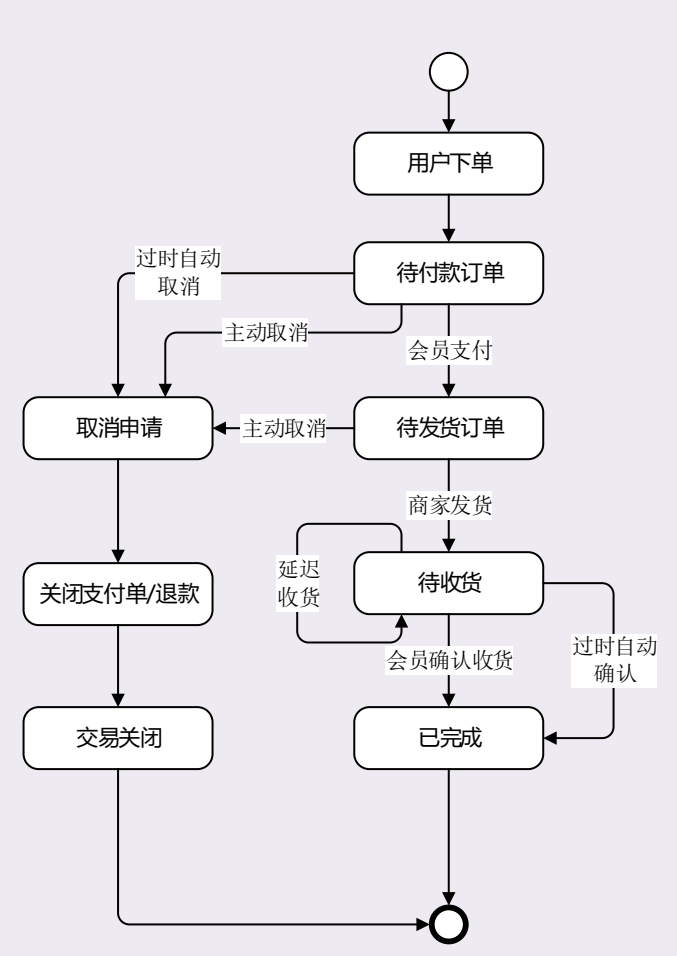 用户下单
过时自动
取消
待付款订单
主动取消
会员支付
取消申请
主动取消
待发货订单
商家发货
延迟
收货
待收货
关闭支付单/退款
会员确认收货
过时自动
确认
交易关闭
已完成